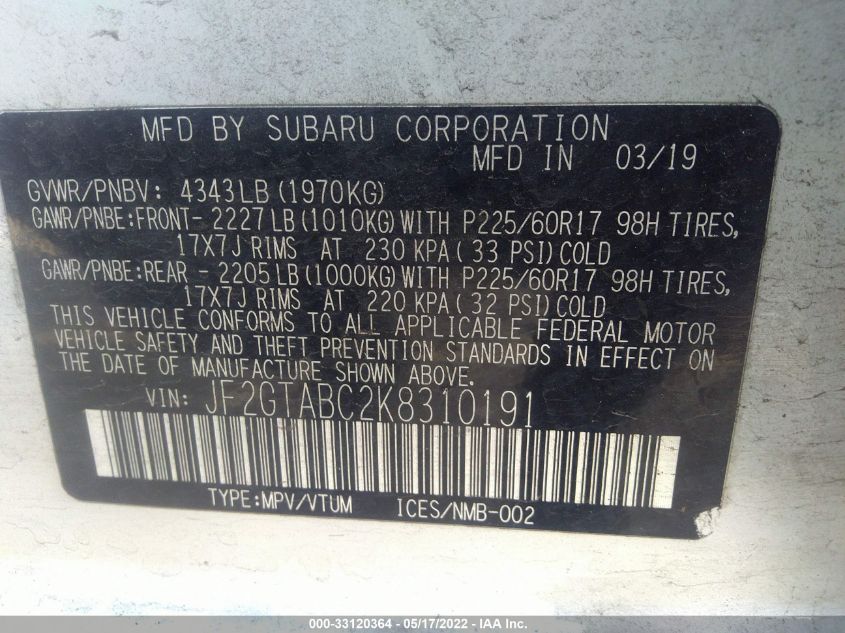 MFD BY SUBARU CORPORATION
MFD IN 03/19
GVWR/PNBV: 4343LB(1970KG)
GAWR/PNBE:FRONT-2227LB(1010KG)WITH P225/60R17 98H TIRES,
17X7J RIMS AT 230 KPA(33 PSI)COLD
GAWR/PNBE:REAR -2205LB(1000KG)WITH P225/60R17 98H TIRES,
17X7J RIMS AT 220 KPA(32 PSI)COLD
THIS VEHICLE CONFORMS TO ALL APPLICABLE FEDERAL MOTOR
VEHICLE SAFETY AND THEFT PREVENTION STANDARDS IN EFFECT ON
THE DATE OF MANUFACTURE SHOWN ABOVE.
VIN: JF2GTABC2K8310191
TYPE:MPV/VTUM ICES/NMB-002
000-33120364 - 05/17/2022 - IAA Inc.